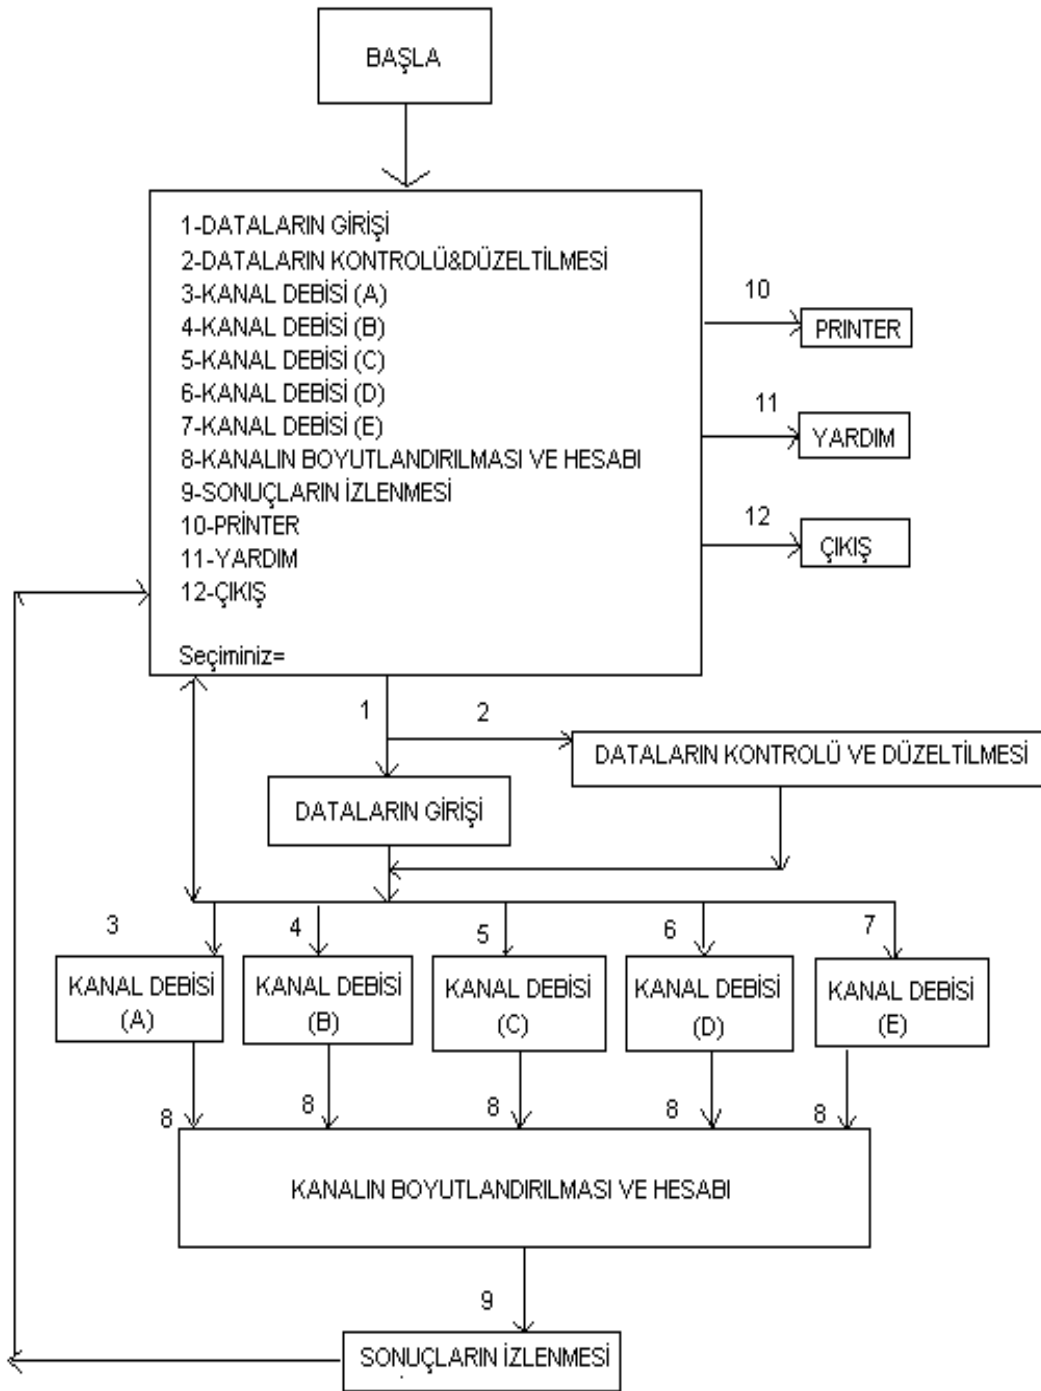 BAŞLA
1-DATALARIN GİRİŞİ
2-DATALARIN KONTROLÜ&DÜZELTİLMESİ
3-KANAL DEBİSİ (A)
4-KANAL DEBİSİ (B)
5-KANAL DEBİSİ (C)
6-KANAL DEBİSİ (D)
7-KANAL DEBİSİ (E)
8-KANALIN BOYUTLANDIRILMASI VE HESABI
9-SONUÇLARIN İZLENMESİ
10-PRİNTER
11-YARDIM
12-ÇIKIŞ
Seçiminiz=
10
PRINTER
11
YARDIM
12
ÇIKIŞ
1
2
DATALARIN KONTROLÜ VE DÜZELTİLMESİ
DATALARIN GİRİŞİ
3
4
5
6
7
KANAL DEBİSİ
(A)
KANAL DEBİSİ
(B)
KANAL DEBİSİ
(C)
KANAL DEBİSİ
(D)
KANAL DEBİSİ
(E)
8
8
8
8
8
KANALIN BOYUTLANDIRILMASI VE HESABI
9
SONUÇLARIN İZLENMESİ